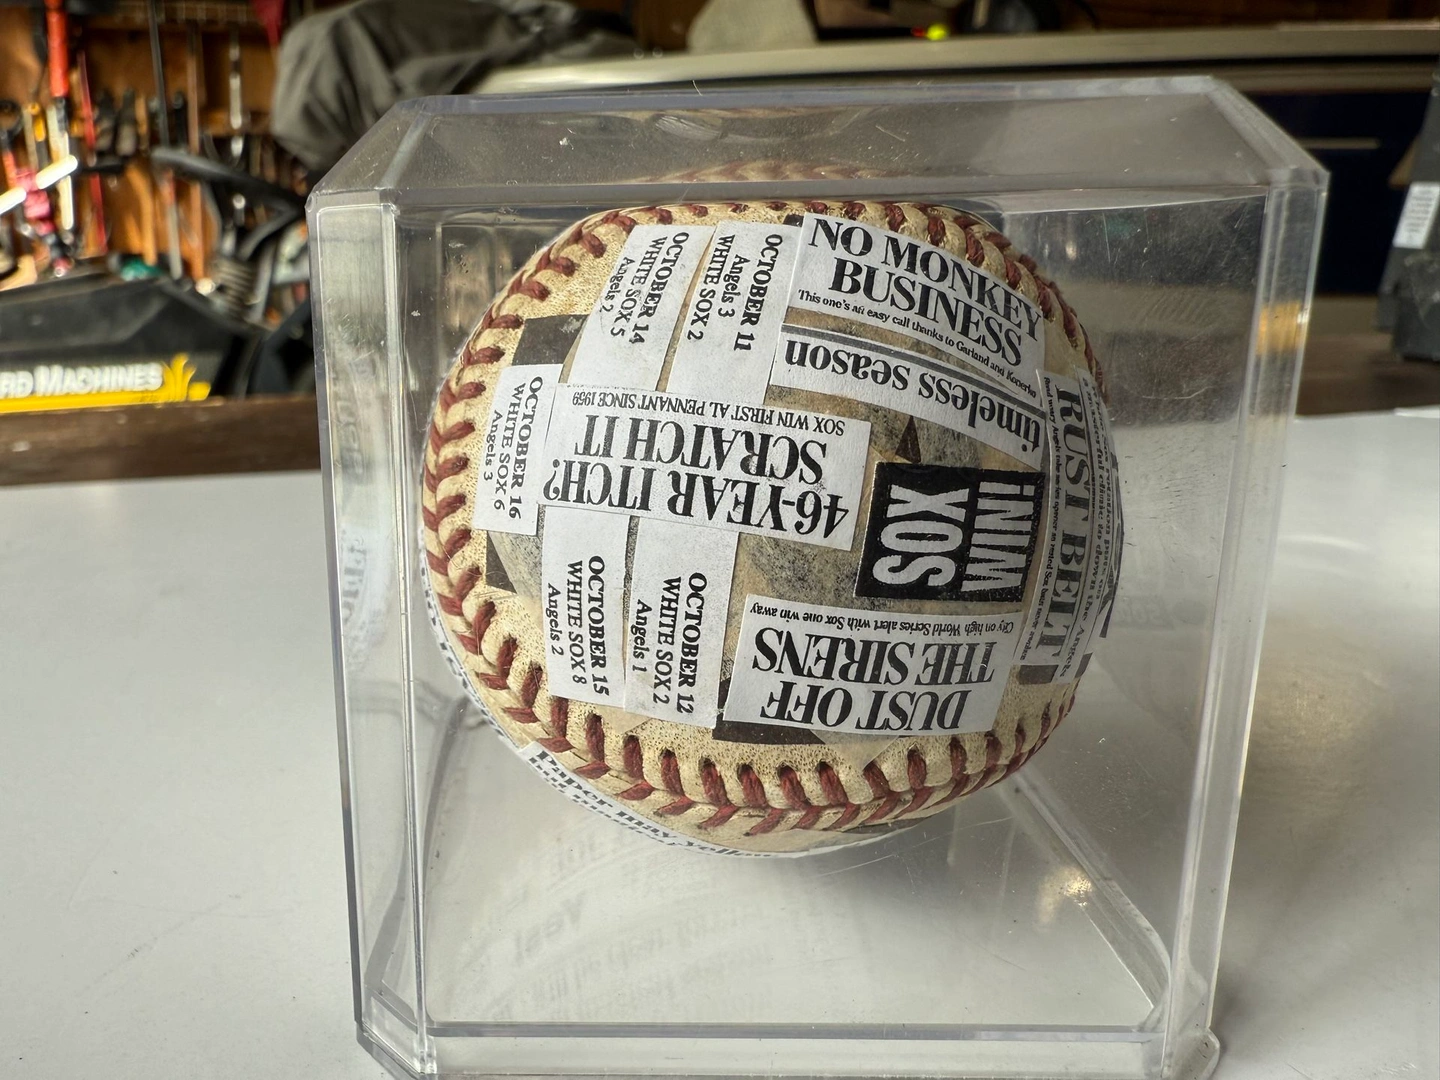 NO MONKEY
BUSINESS
This one's an easy call thanks to Garland and Konerko
timeless season
OCTOBER 11
Angels 3
WHITE SOX 2
OCTOBER 14
WHITE SOX 5
Angels 2
OCTOBER 16
WHITE SOX 6
Angels 3
46-YEAR ITCH?
SCRATCH IT
SOX WIN FIRST AL PENNANT SINCE 1959
WIN!
SOX
RUST BELT
OCTOBER 15
WHITE SOX 8
Angels 2
OCTOBER 12
WHITE SOX 2
Angels 1
DUST OFF
THE SIRENS
City on high World Series alert with Sox one win away
Paper may yellow
RD MACHINES